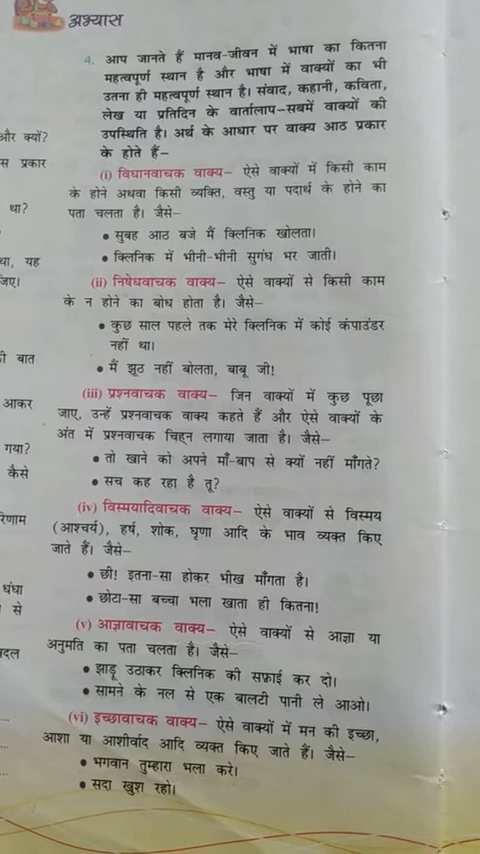 अभ्यास
4. आप जानते हैं मानव-जीवन में भाषा का कितना
महत्वपूर्ण स्थान है और भाषा में वाक्यों का भी
उतना ही महत्वपूर्ण स्थान है। संवाद, कहानी, कविता,
लेख या प्रतिदिन के वार्तालाप–सबमें वाक्यों की
उपस्थिति है। अर्थ के आधार पर वाक्य आठ प्रकार
के होते हैं–
(i) विधानवाचक वाक्य– ऐसे वाक्यों में किसी काम
के होने अथवा किसी व्यक्ति, वस्तु या पदार्थ के होने का
पता चलता है। जैसे–
• सुबह आठ बजे मैं क्लिनिक खोलता।
• क्लिनिक में भीनी-भीनी सुगंध भर जाती।
(ii) निषेधवाचक वाक्य– ऐसे वाक्यों से किसी काम
के न होने का बोध होता है। जैसे–
• कुछ साल पहले तक मेरे क्लिनिक में कोई कंपाउंडर
नहीं था।
• मैं झूठ नहीं बोलता, बाबू जी!
(iii) प्रश्नवाचक वाक्य– जिन वाक्यों में कुछ पूछा
जाए, उन्हें प्रश्नवाचक वाक्य कहते हैं और ऐसे वाक्यों के
अंत में प्रश्नवाचक चिह्न लगाया जाता है। जैसे–
• तो खाने को अपने माँ-बाप से क्यों नहीं माँगते?
• सच कह रहा है तू?
(iv) विस्मयादिवाचक वाक्य– ऐसे वाक्यों से विस्मय
(आश्चर्य), हर्ष, शोक, घृणा आदि के भाव व्यक्त किए
जाते हैं। जैसे–
• छी! इतना-सा होकर भीख माँगता है।
• छोटा-सा बच्चा भला खाता ही कितना!
(v) आज्ञावाचक वाक्य– ऐसे वाक्यों से आज्ञा या
अनुमति का पता चलता है। जैसे–
• झाड़ू उठाकर क्लिनिक की सफ़ाई कर दो।
• सामने के नल से एक बालटी पानी ले आओ।
(vi) इच्छावाचक वाक्य– ऐसे वाक्यों में मन की इच्छा,
आशा या आशीर्वाद आदि व्यक्त किए जाते हैं। जैसे–
• भगवान तुम्हारा भला करे।
• सदा खुश रहो।
और क्यों?
प्रकार
था?
यह
बात
आकर
गया?
कैसे
धंधा
से